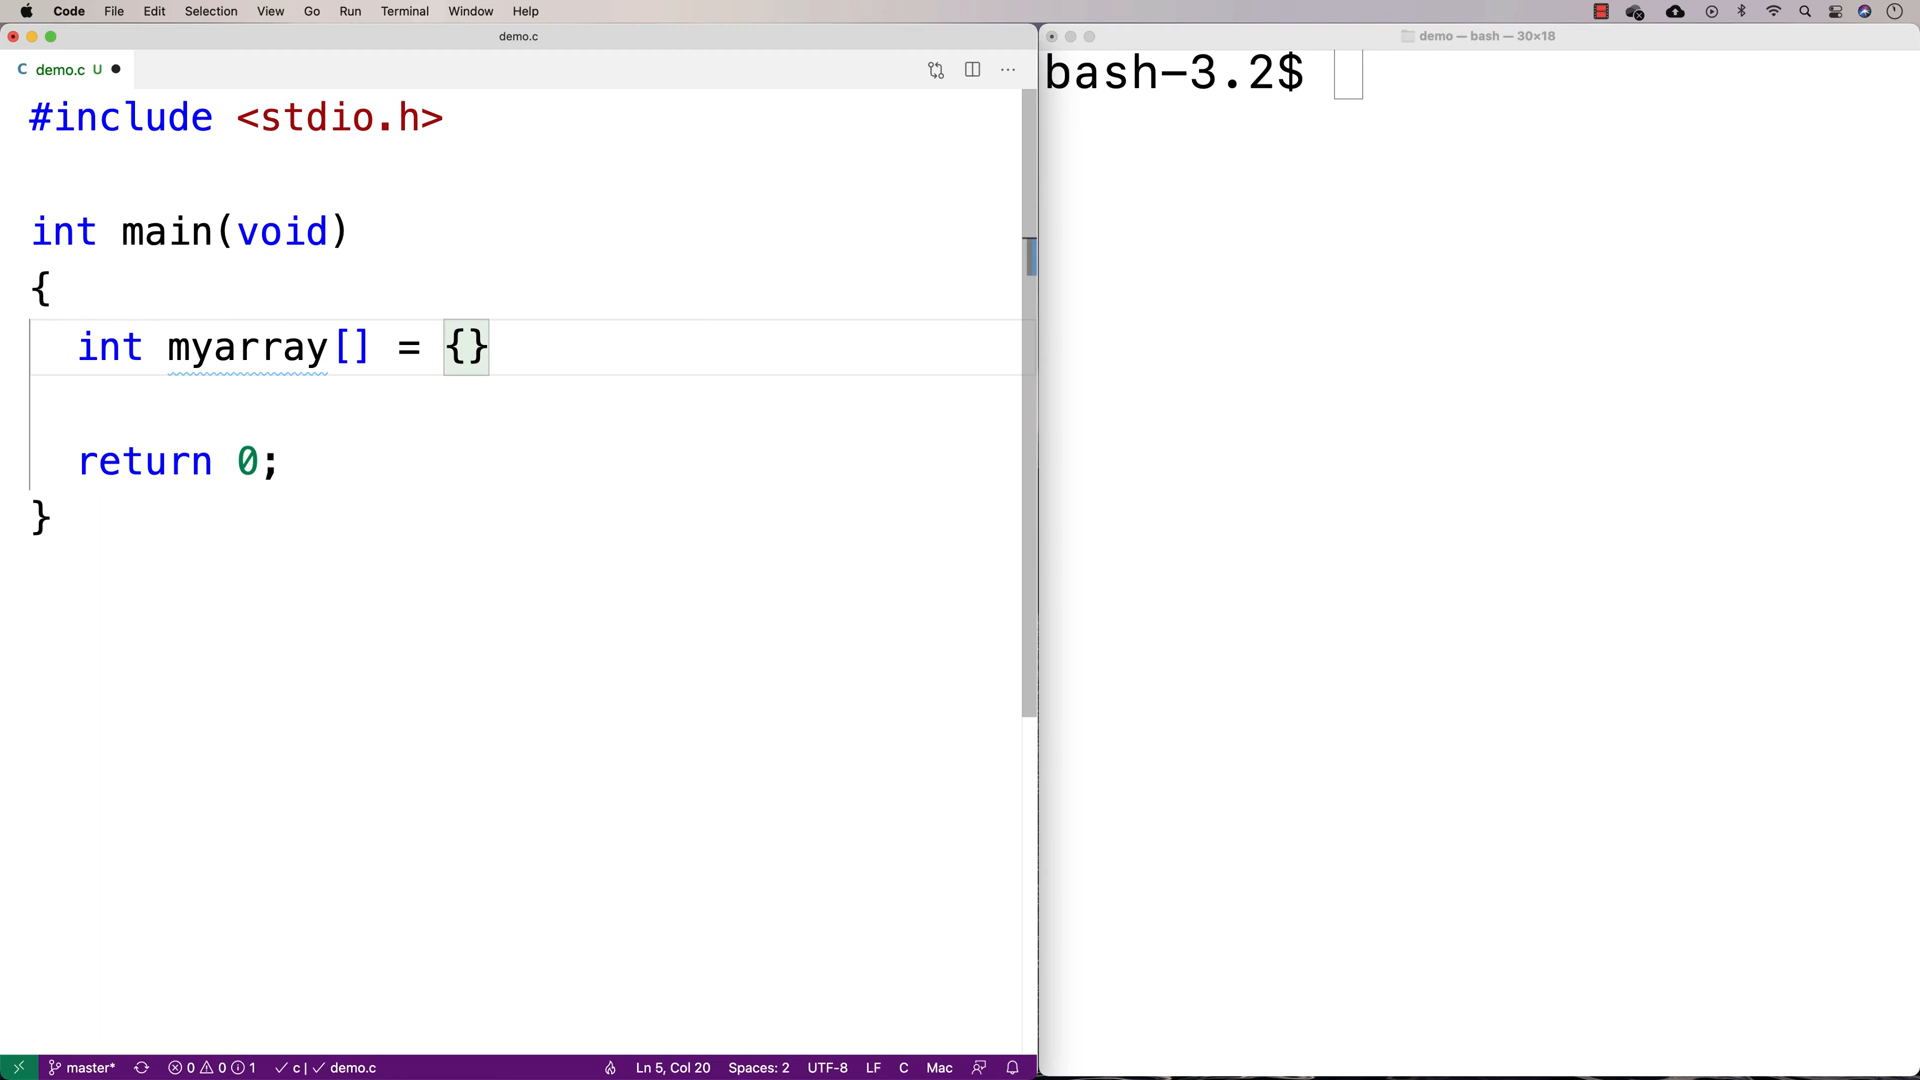 Code File Edit Selection View Go Run Terminal Window Help
demo.c
demo — bash — 30×18
C demo.c U
bash-3.2$
#include <stdio.h>
int main(void)
{
int myarray[] = {}
return 0;
}
master* 0 0 1 c | demo.c Ln 5, Col 20 Spaces: 2 UTF-8 LF C Mac